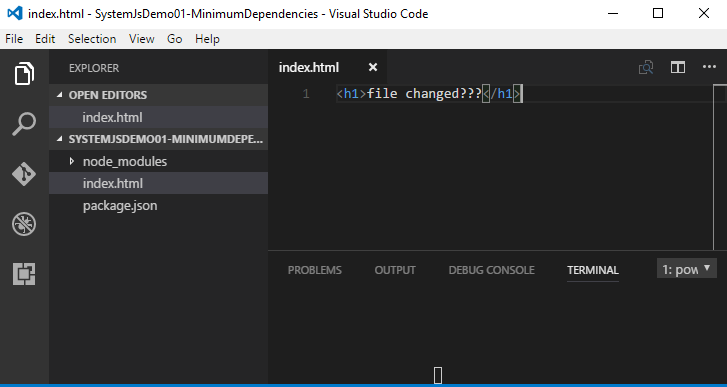 index.html - SystemJsDemo01-MinimumDependencies - Visual Studio Code
File Edit Selection View Go Help
EXPLORER
OPEN EDITORS
index.html
SYSTEMJSDEMO01-MINIMUMDEPE...
node_modules
index.html
package.json
index.html
1 <h1>file changed???</h1>
PROBLEMS OUTPUT DEBUG CONSOLE TERMINAL 1: pow